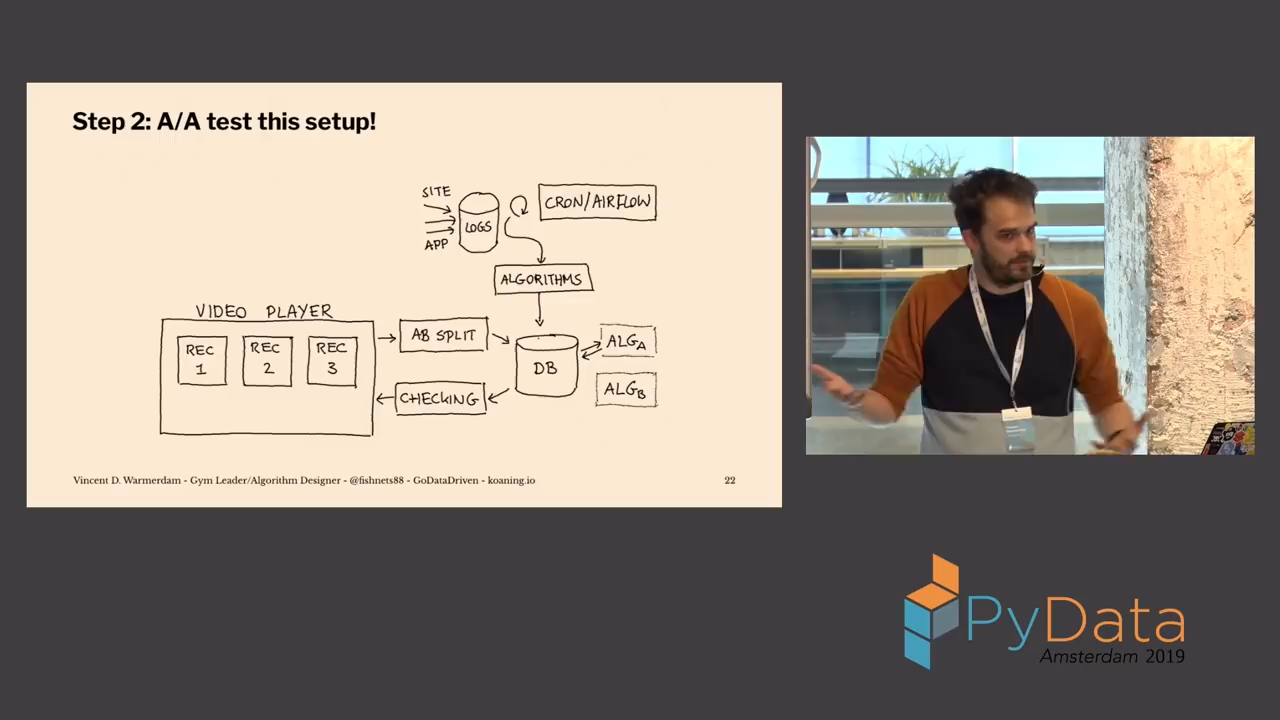 Step 2: A/A test this setup!
SITE
APP
LOGS
CRON/AIRFLOW
ALGORITHMS
VIDEO PLAYER
REC 1
REC 2
REC 3
AB SPLIT
CHECKING
DB
ALGA
ALGB
Vincent D. Warmerdam - Gym Leader/Algorithm Designer - @fishnets88 - GoDataDriven - koaning.io
22
PyData
Amsterdam 2019